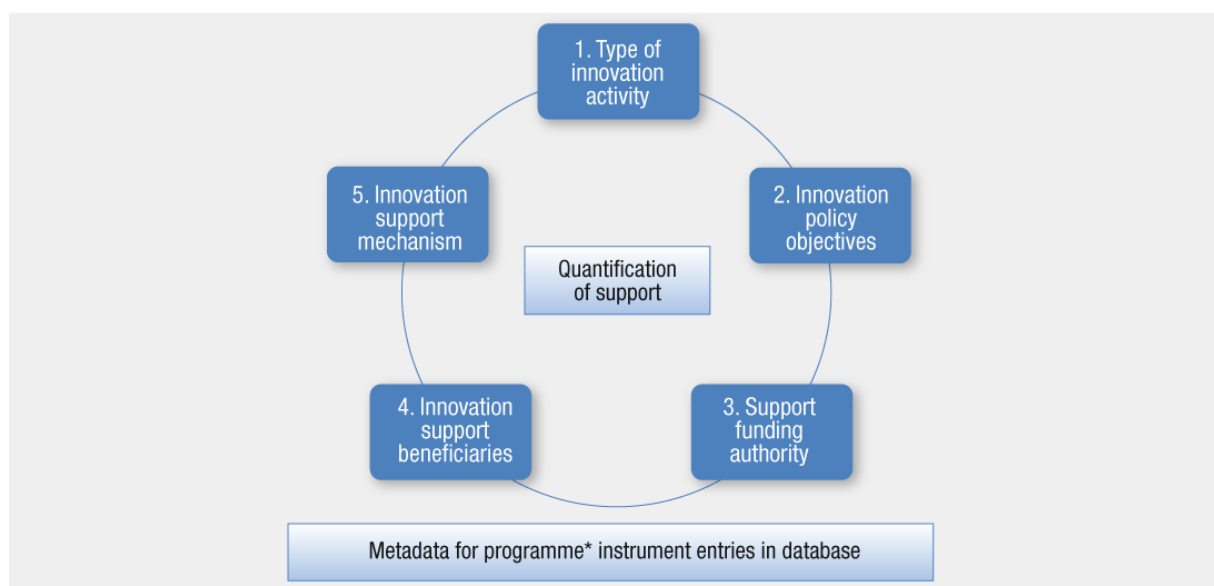 1. Type of
innovation
activity
2. Innovation
policy
objectives
3. Support
funding
authority
4. Innovation
support
beneficiaries
5. Innovation
support
mechanism
Quantification
of support
Metadata for programme* instrument entries in database